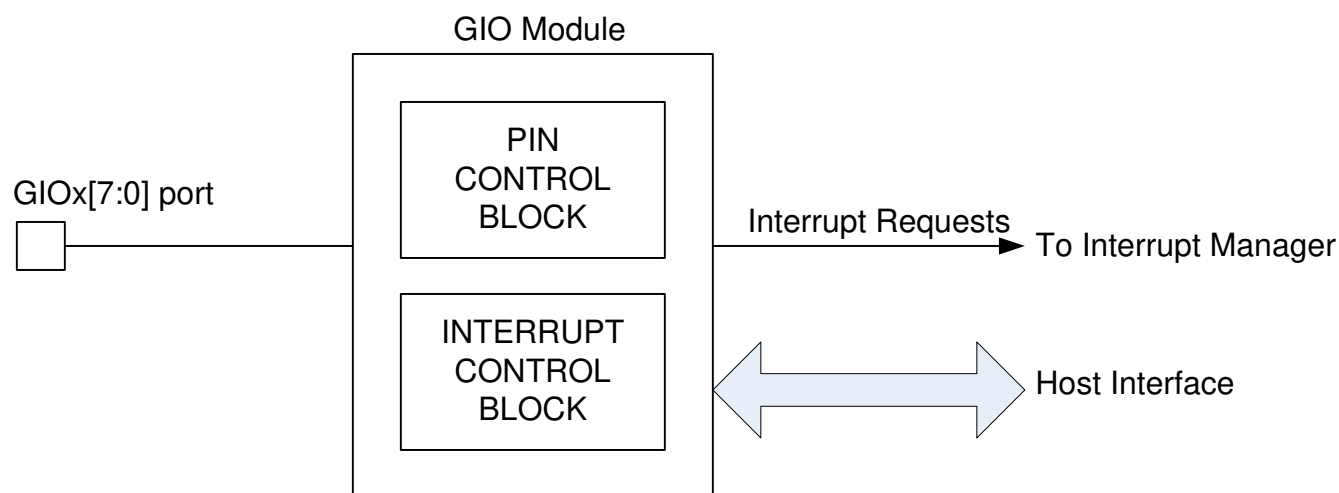 GIO Module
PIN
CONTROL
BLOCK
GIOx[7:0] port
Interrupt Requests
To Interrupt Manager
INTERRUPT
CONTROL
BLOCK
Host Interface